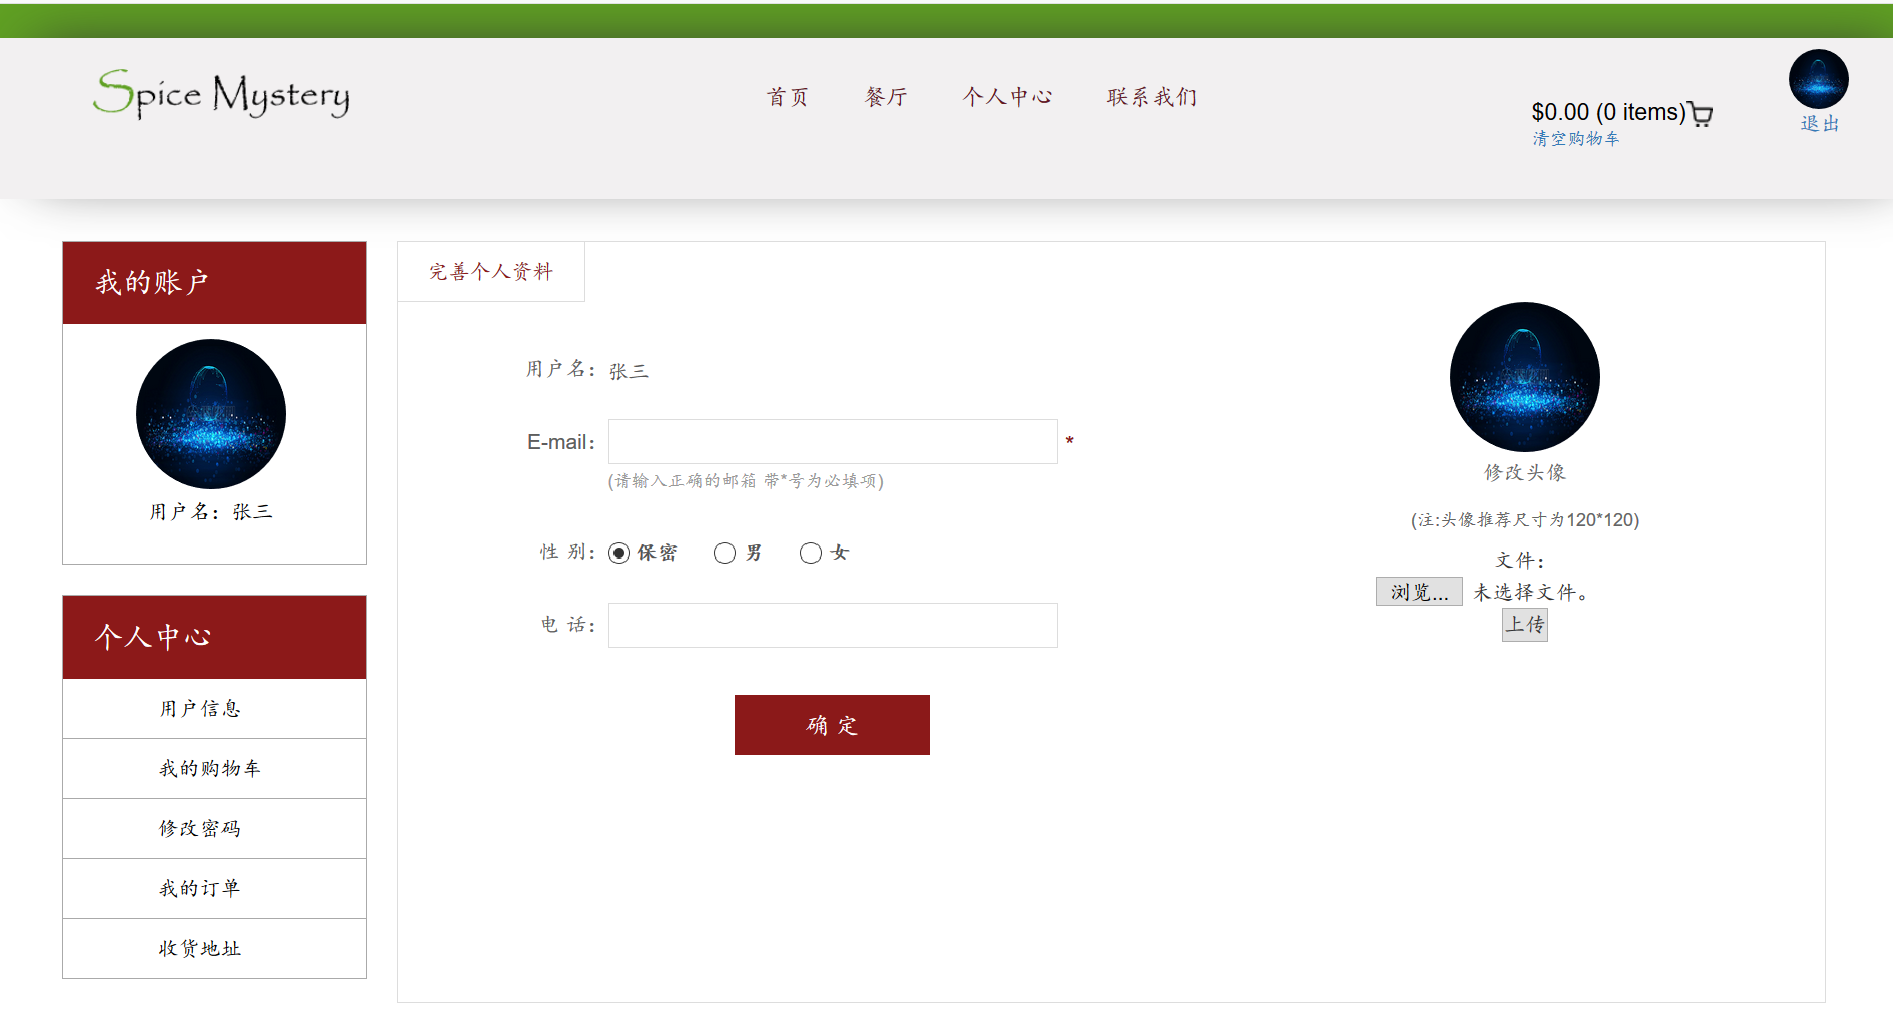 Spice Mystery
首页 餐厅 个人中心 联系我们
$0.00 (0 items)
清空购物车
退出
我的账户
用户名：张三
个人中心
用户信息
我的购物车
修改密码
我的订单
收货地址
完善个人资料
用户名：张三
E-mail： *
(请输入正确的邮箱 带*号为必填项)
性 别： 保密 男 女
电 话：
确 定
修改头像
(注:头像推荐尺寸为120*120)
文件：
浏览... 未选择文件。
上传